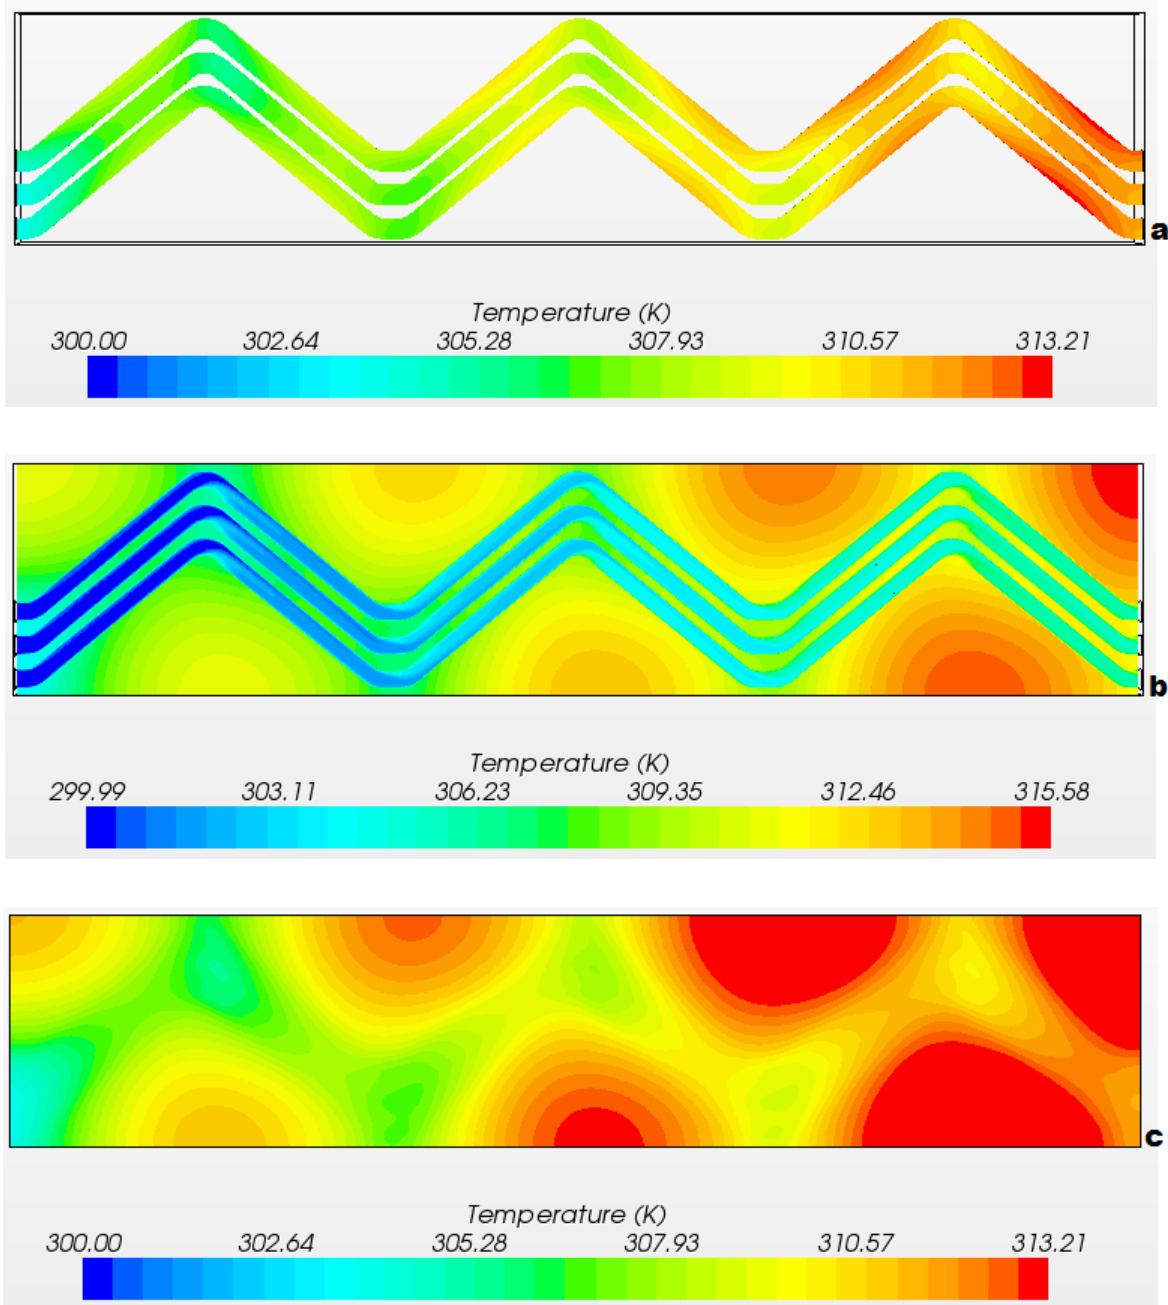 a
Temperature (K)
300.00 302.64 305.28 307.93 310.57 313.21
b
Temperature (K)
299.99 303.11 306.23 309.35 312.46 315.58
c
Temperature (K)
300.00 302.64 305.28 307.93 310.57 313.21